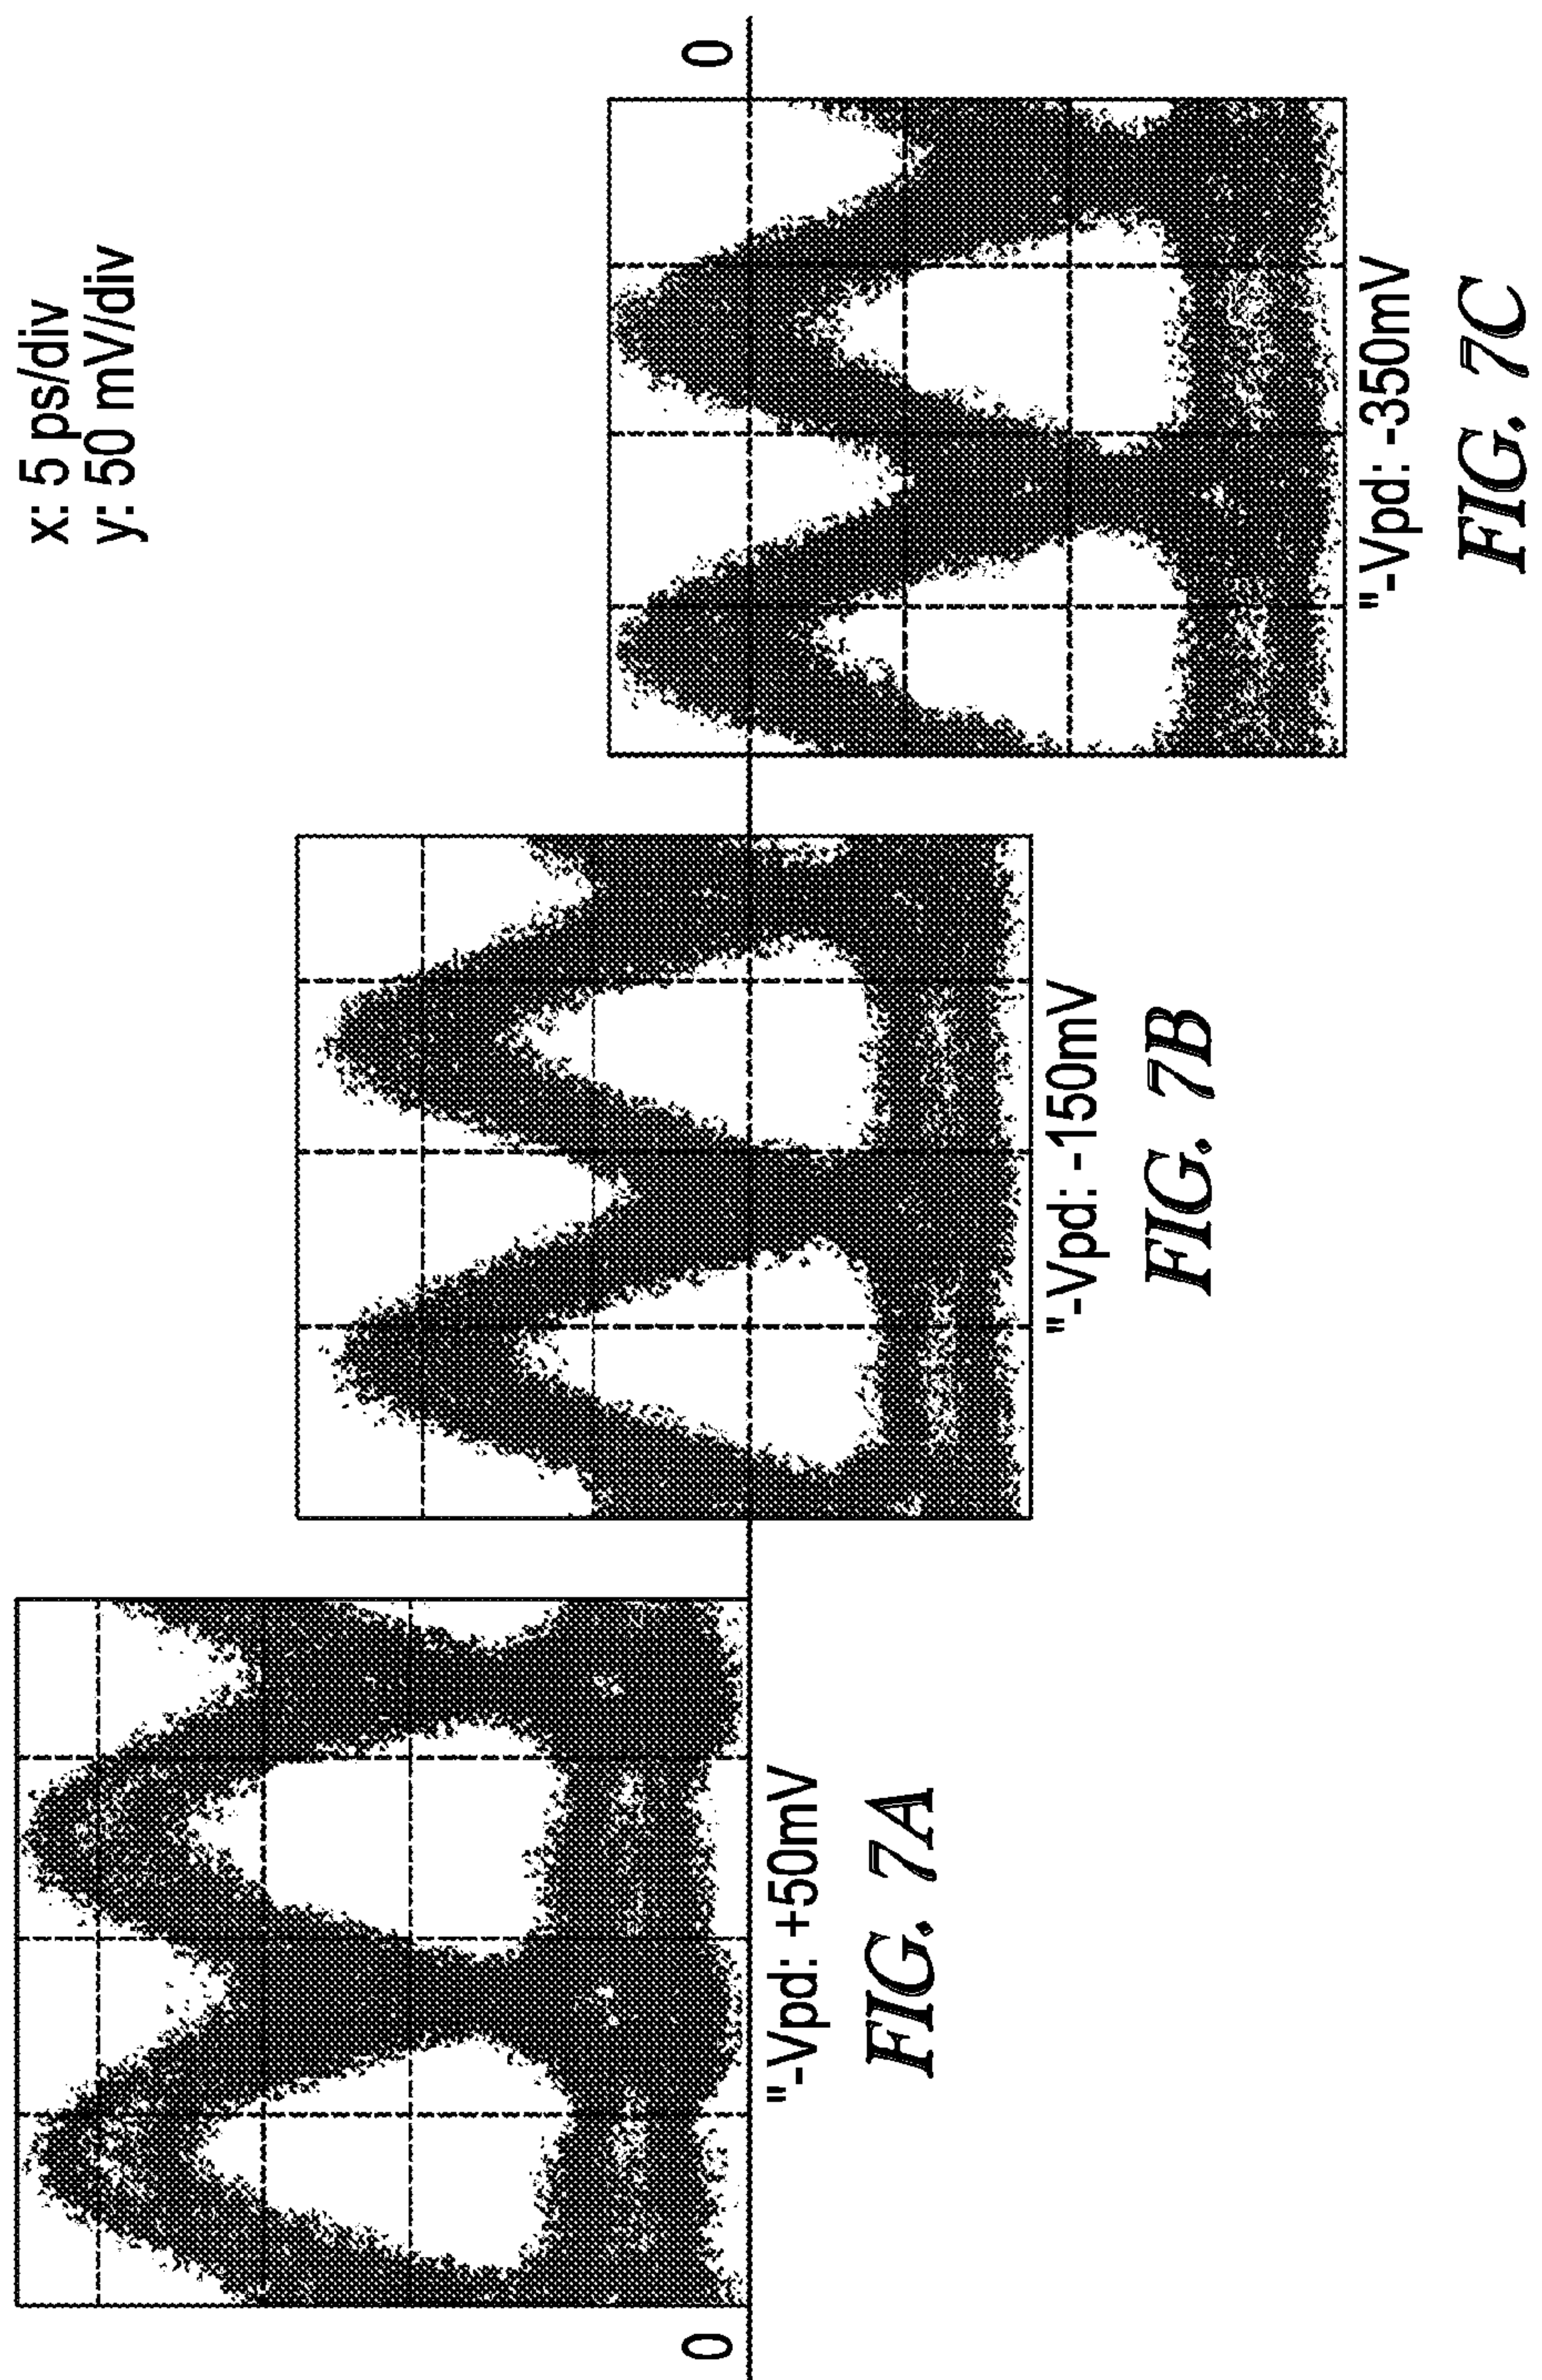 x: 5 ps/div
y: 50 mV/div
0
"-Vpd: +50mV
FIG. 7A
"-Vpd: -150mV
FIG. 7B
0
"-Vpd: -350mV
FIG. 7C